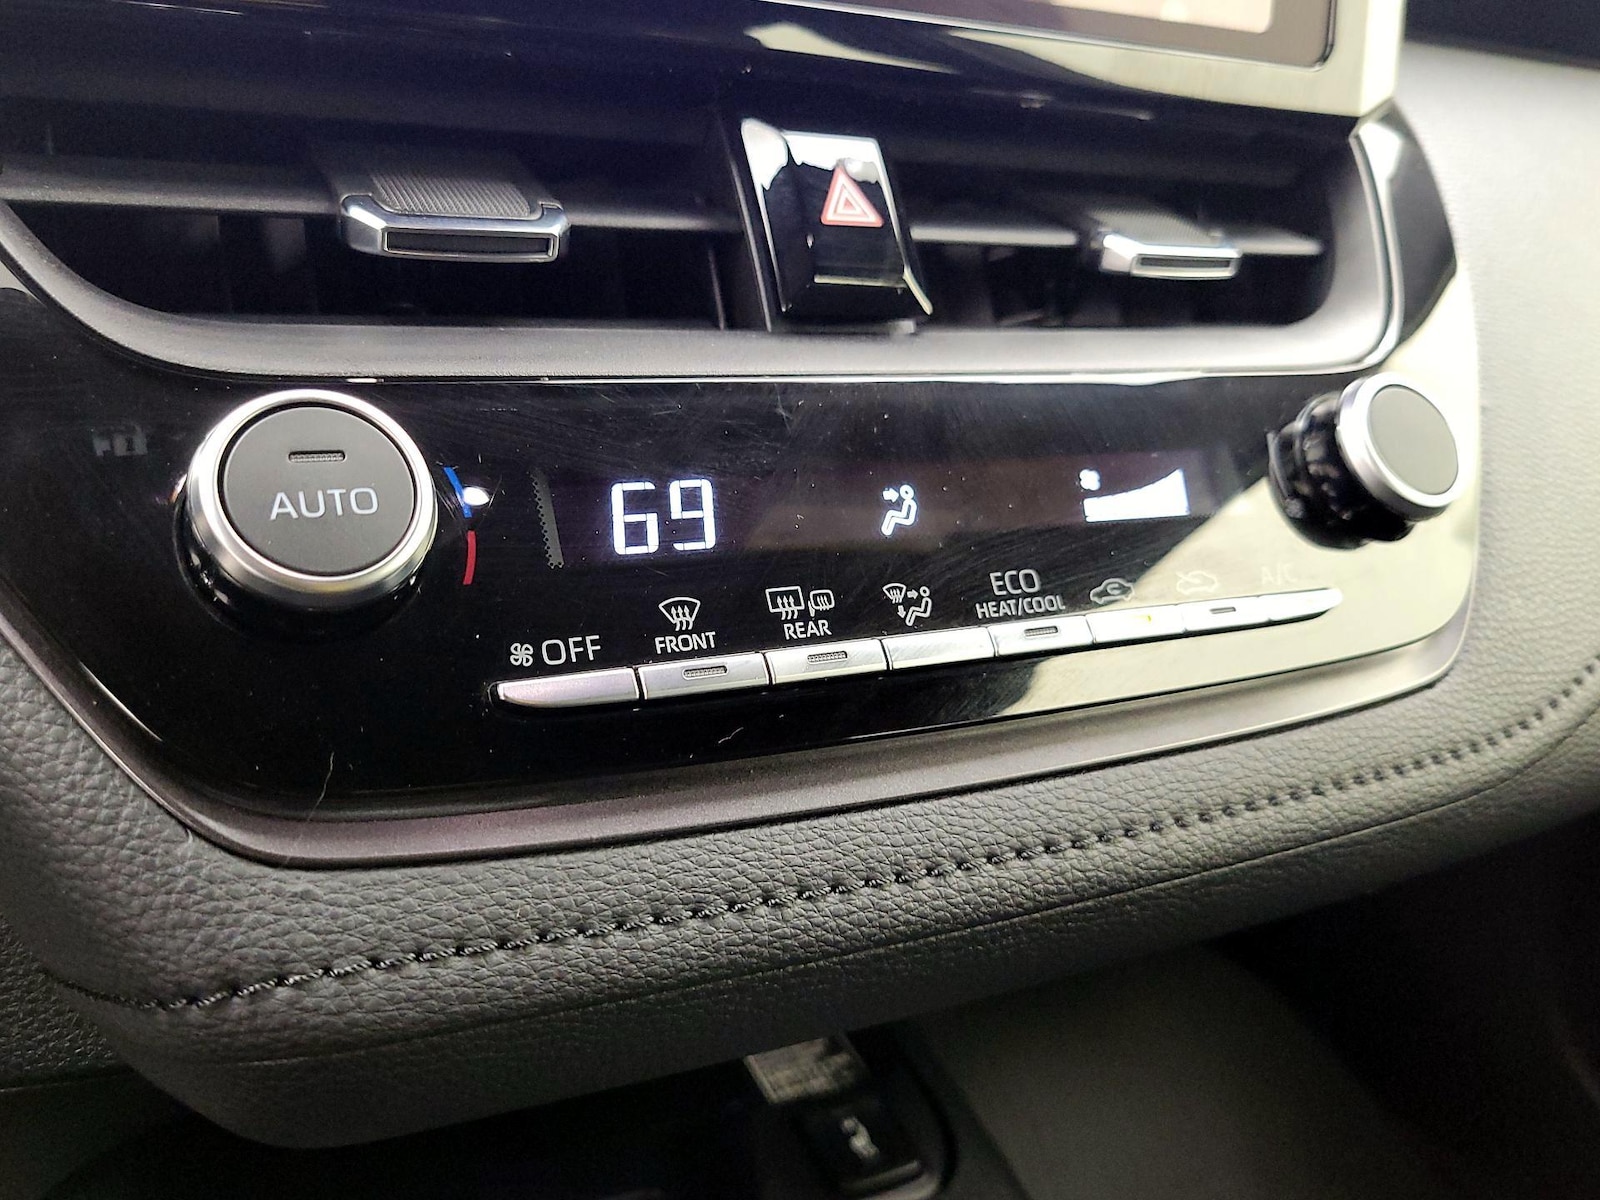 AUTO
69
OFF
FRONT
REAR
ECO
HEAT/COOL
A/C